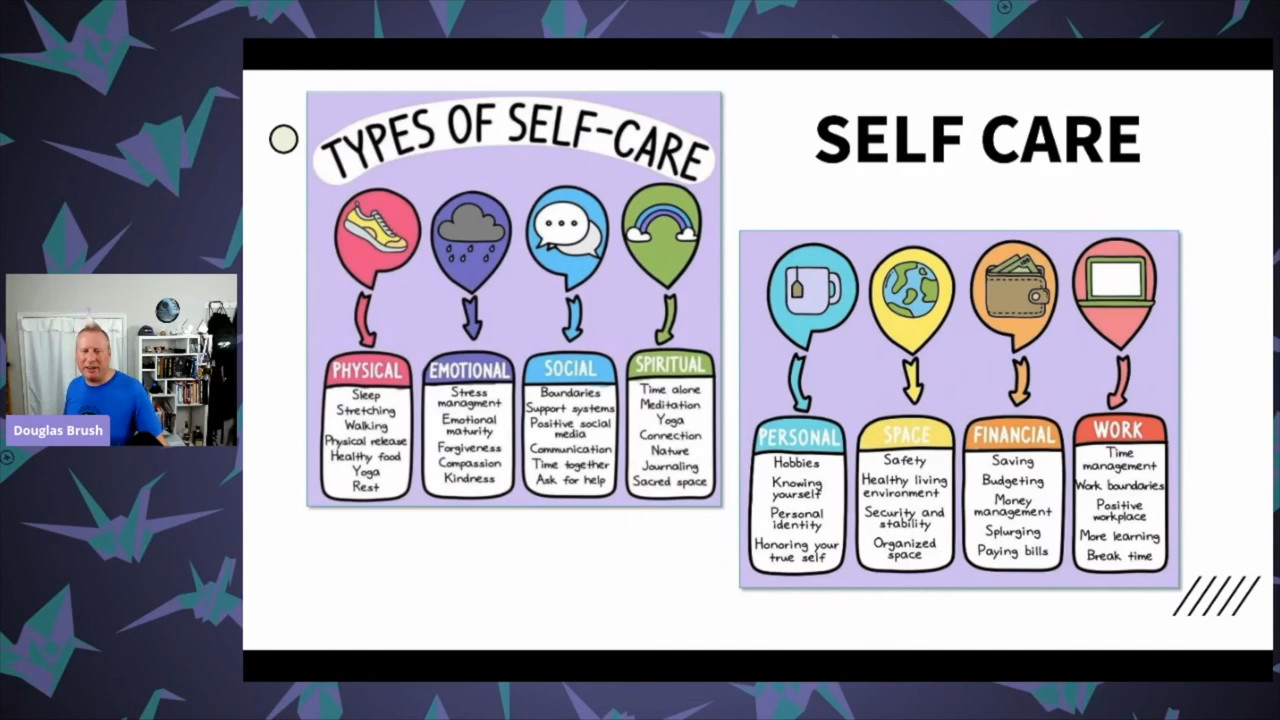 TYPES OF SELF-CARE
SELF CARE
PHYSICAL
Sleep
Stretching
Walking
Physical release
Healthy food
Yoga
Rest
EMOTIONAL
Stress
managment
Emotional
maturity
Forgiveness
Compassion
Kindness
SOCIAL
Boundaries
Support systems
Positive social
media
Communication
Time together
Ask for help
SPIRITUAL
Time alone
Meditation
Yoga
Connection
Nature
Journaling
Sacred space
PERSONAL
Hobbies
Knowing
yourself
Personal
identity
Honoring your
true self
SPACE
Safety
Healthy living
environment
Security and
stability
Organized
space
FINANCIAL
Saving
Budgeting
Money
management
Splurging
Paying bills
WORK
Time
management
Work boundaries
Positive
workplace
More learning
Break time
Douglas Brush